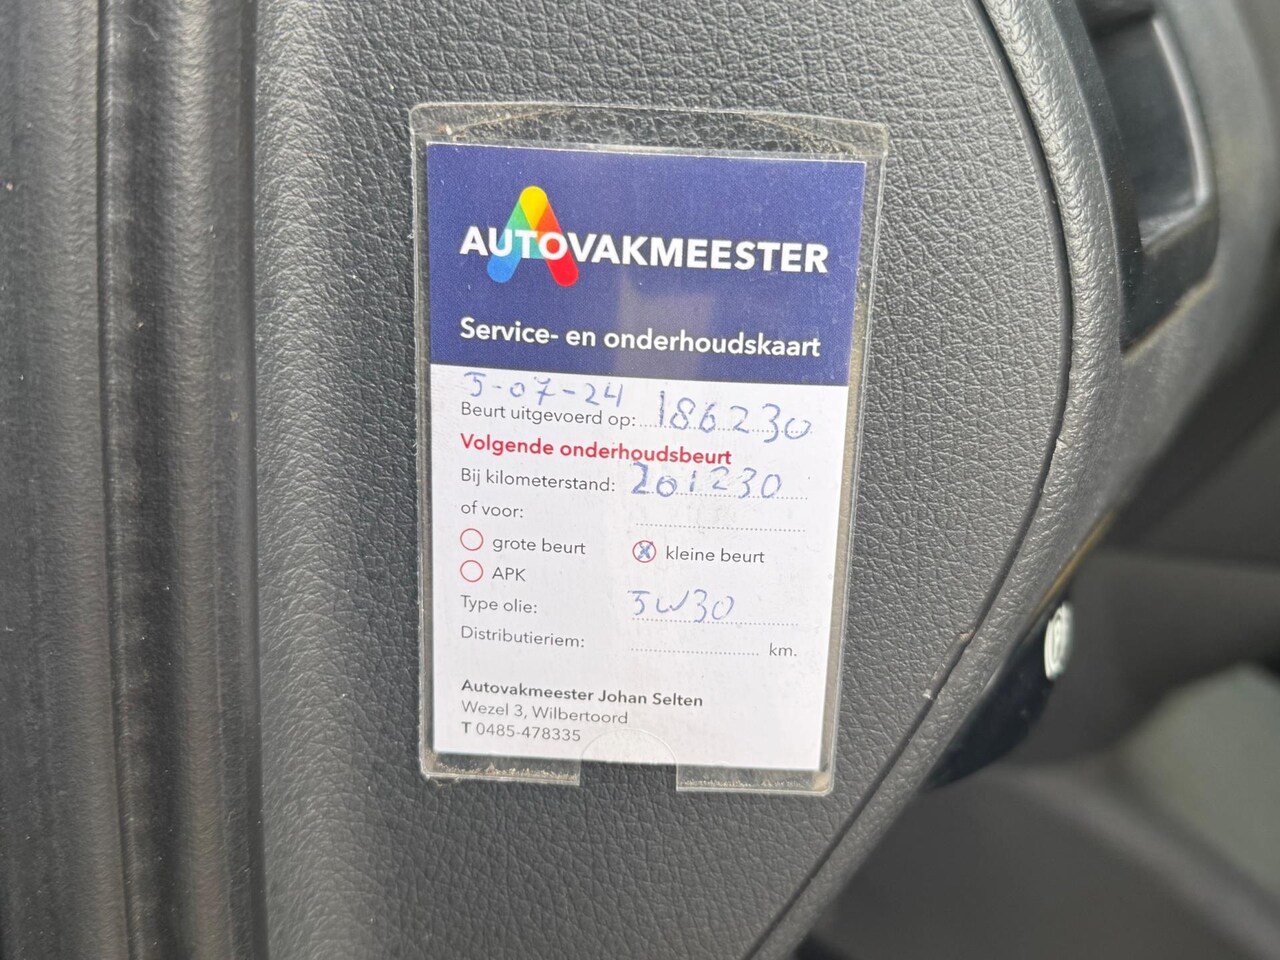 AUTOVAKMEESTER
Service- en onderhoudskaart
5-07-24
Beurt uitgevoerd op: 186230
Volgende onderhoudsbeurt
Bij kilometerstand: 201230
of voor:
grote beurt
kleine beurt
APK
Type olie: 5W30
Distributieriem: km.
Autovakmeester Johan Selten
Wezel 3, Wilbertoord
T 0485-478335